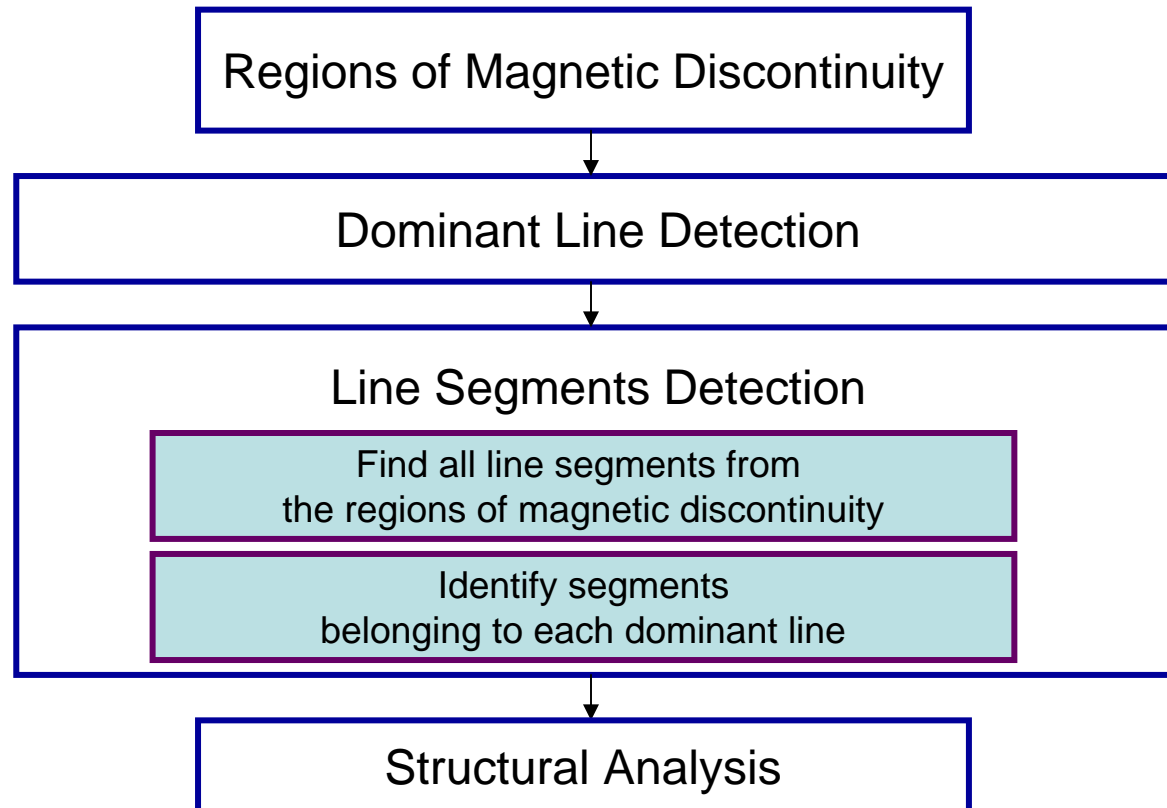 Regions of Magnetic Discontinuity
Dominant Line Detection
Line Segments Detection
Find all line segments from
the regions of magnetic discontinuity
Identify segments
belonging to each dominant line
Structural Analysis